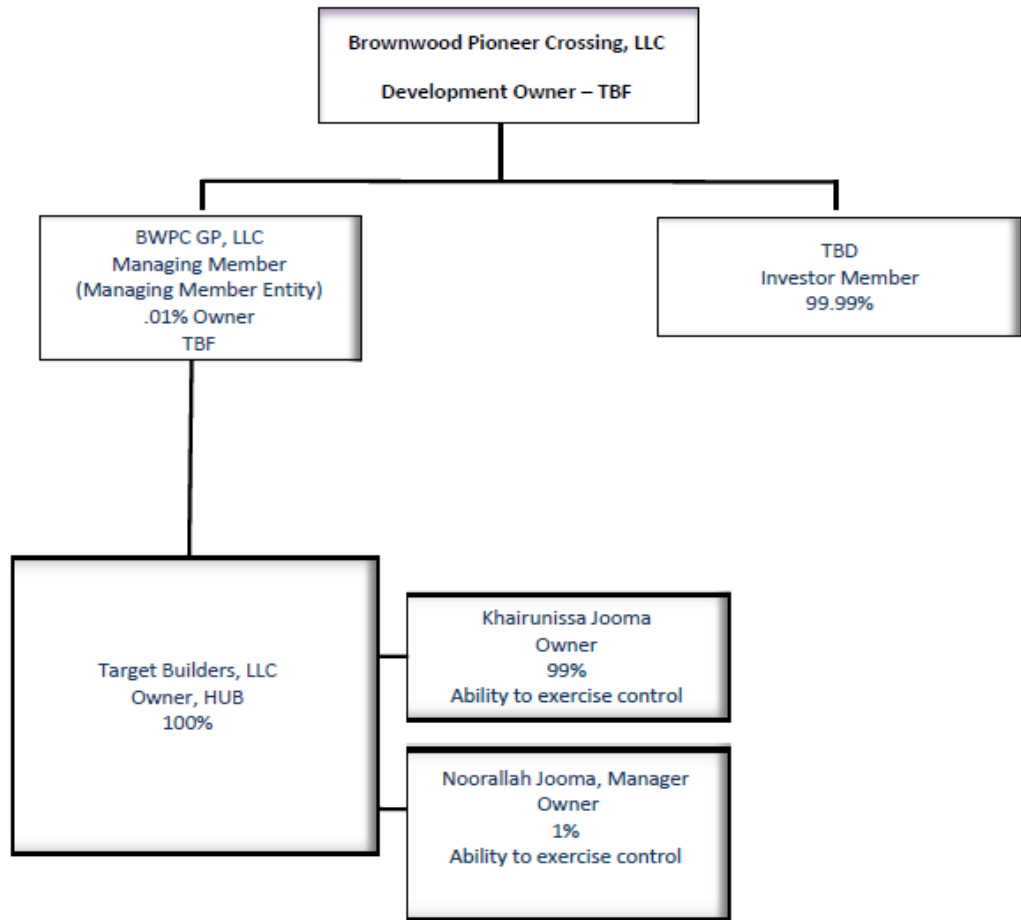 Brownwood Pioneer Crossing, LLC
Development Owner – TBF
BWPC GP, LLC
Managing Member
(Managing Member Entity)
.01% Owner
TBF
TBD
Investor Member
99.99%
Target Builders, LLC
Owner, HUB
100%
Khairunissa Jooma
Owner
99%
Ability to exercise control
Noorallah Jooma, Manager
Owner
1%
Ability to exercise control